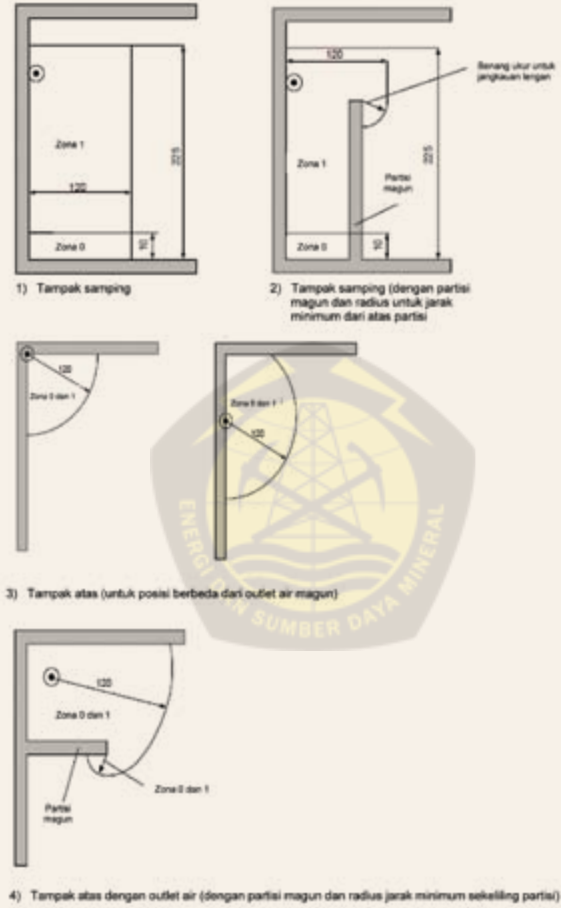 120
Benang ukur untuk
jangkauan lengan
Zona 1
225
120
Zona 0
10
Zona 1
Partisi
magun
225
Zona 0
10
1) Tampak samping
2) Tampak samping (dengan partisi
magun dan radius untuk jarak
minimum dari atas partisi
120
Zona 0 dan 1
Zona 0 dan 1
120
ENERGI DAN SUMBER DAYA MINERAL
3) Tampak atas (untuk posisi berbeda dari outlet air magun)
120
Zona 0 dan 1
Zona 0 dan 1
Partisi
magun
4) Tampak atas dengan outlet air (dengan partisi magun dan radius jarak minimum sekeliling partisi)